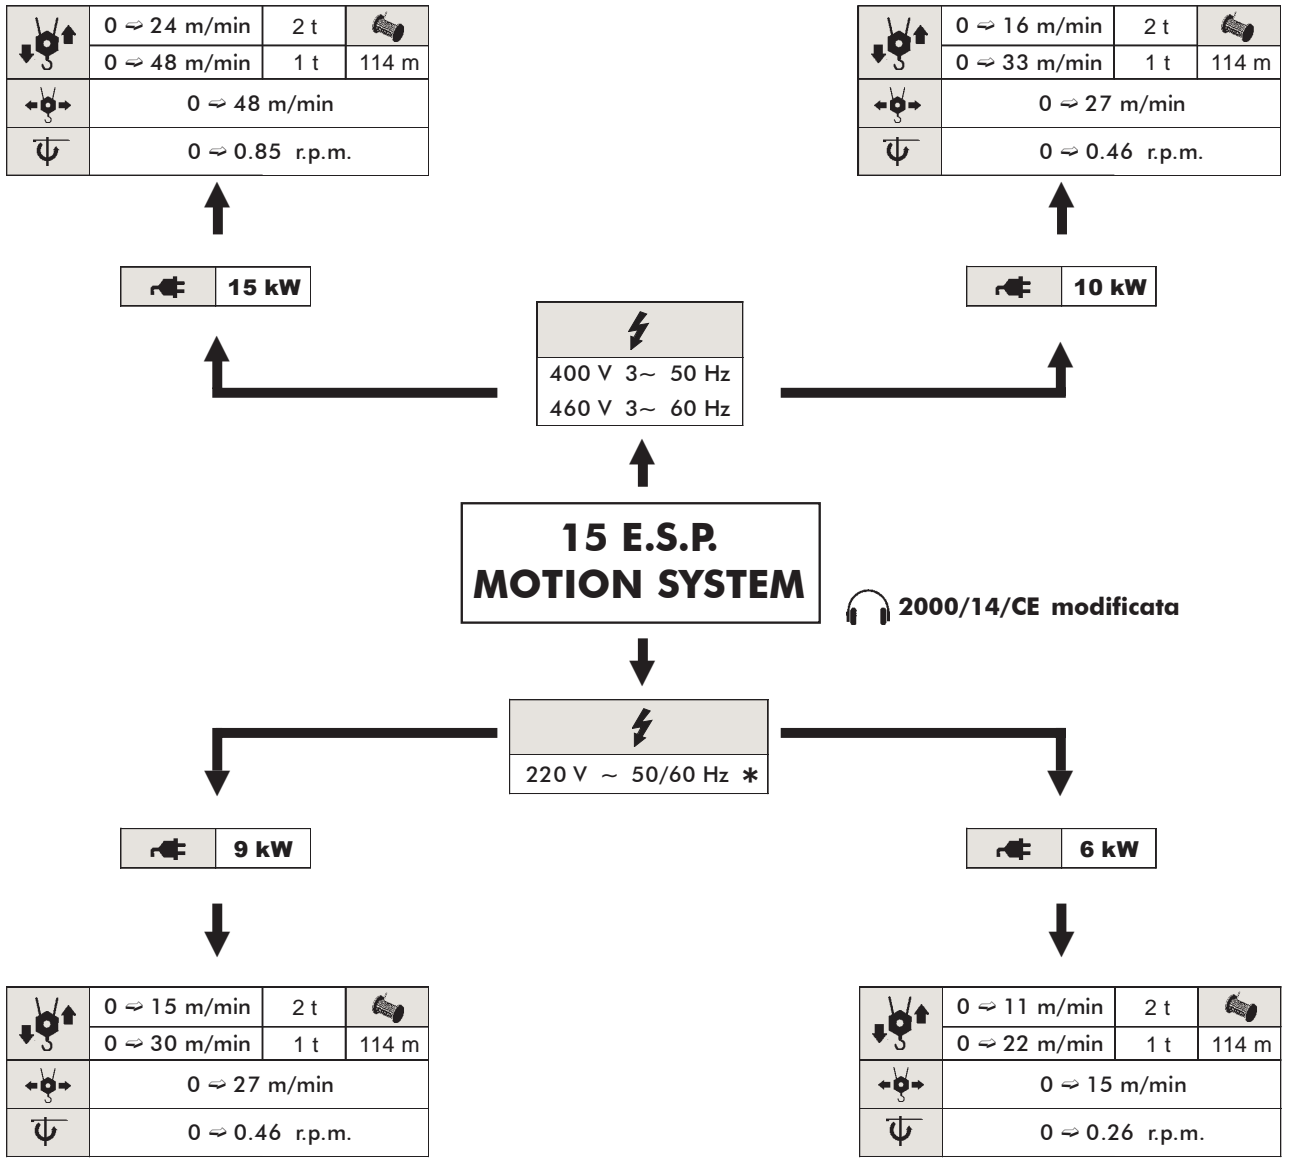 0 ➫ 24 m/min 2 t
0 ➫ 48 m/min 1 t 114 m
0 ➫ 48 m/min
0 ➫ 0.85 r.p.m.
0 ➫ 16 m/min 2 t
0 ➫ 33 m/min 1 t 114 m
0 ➫ 27 m/min
0 ➫ 0.46 r.p.m.
15 kW
10 kW
400 V 3~ 50 Hz
460 V 3~ 60 Hz
15 E.S.P.
MOTION SYSTEM
2000/14/CE modificata
220 V ~ 50/60 Hz *
9 kW
6 kW
0 ➫ 15 m/min 2 t
0 ➫ 30 m/min 1 t 114 m
0 ➫ 27 m/min
0 ➫ 0.46 r.p.m.
0 ➫ 11 m/min 2 t
0 ➫ 22 m/min 1 t 114 m
0 ➫ 15 m/min
0 ➫ 0.26 r.p.m.